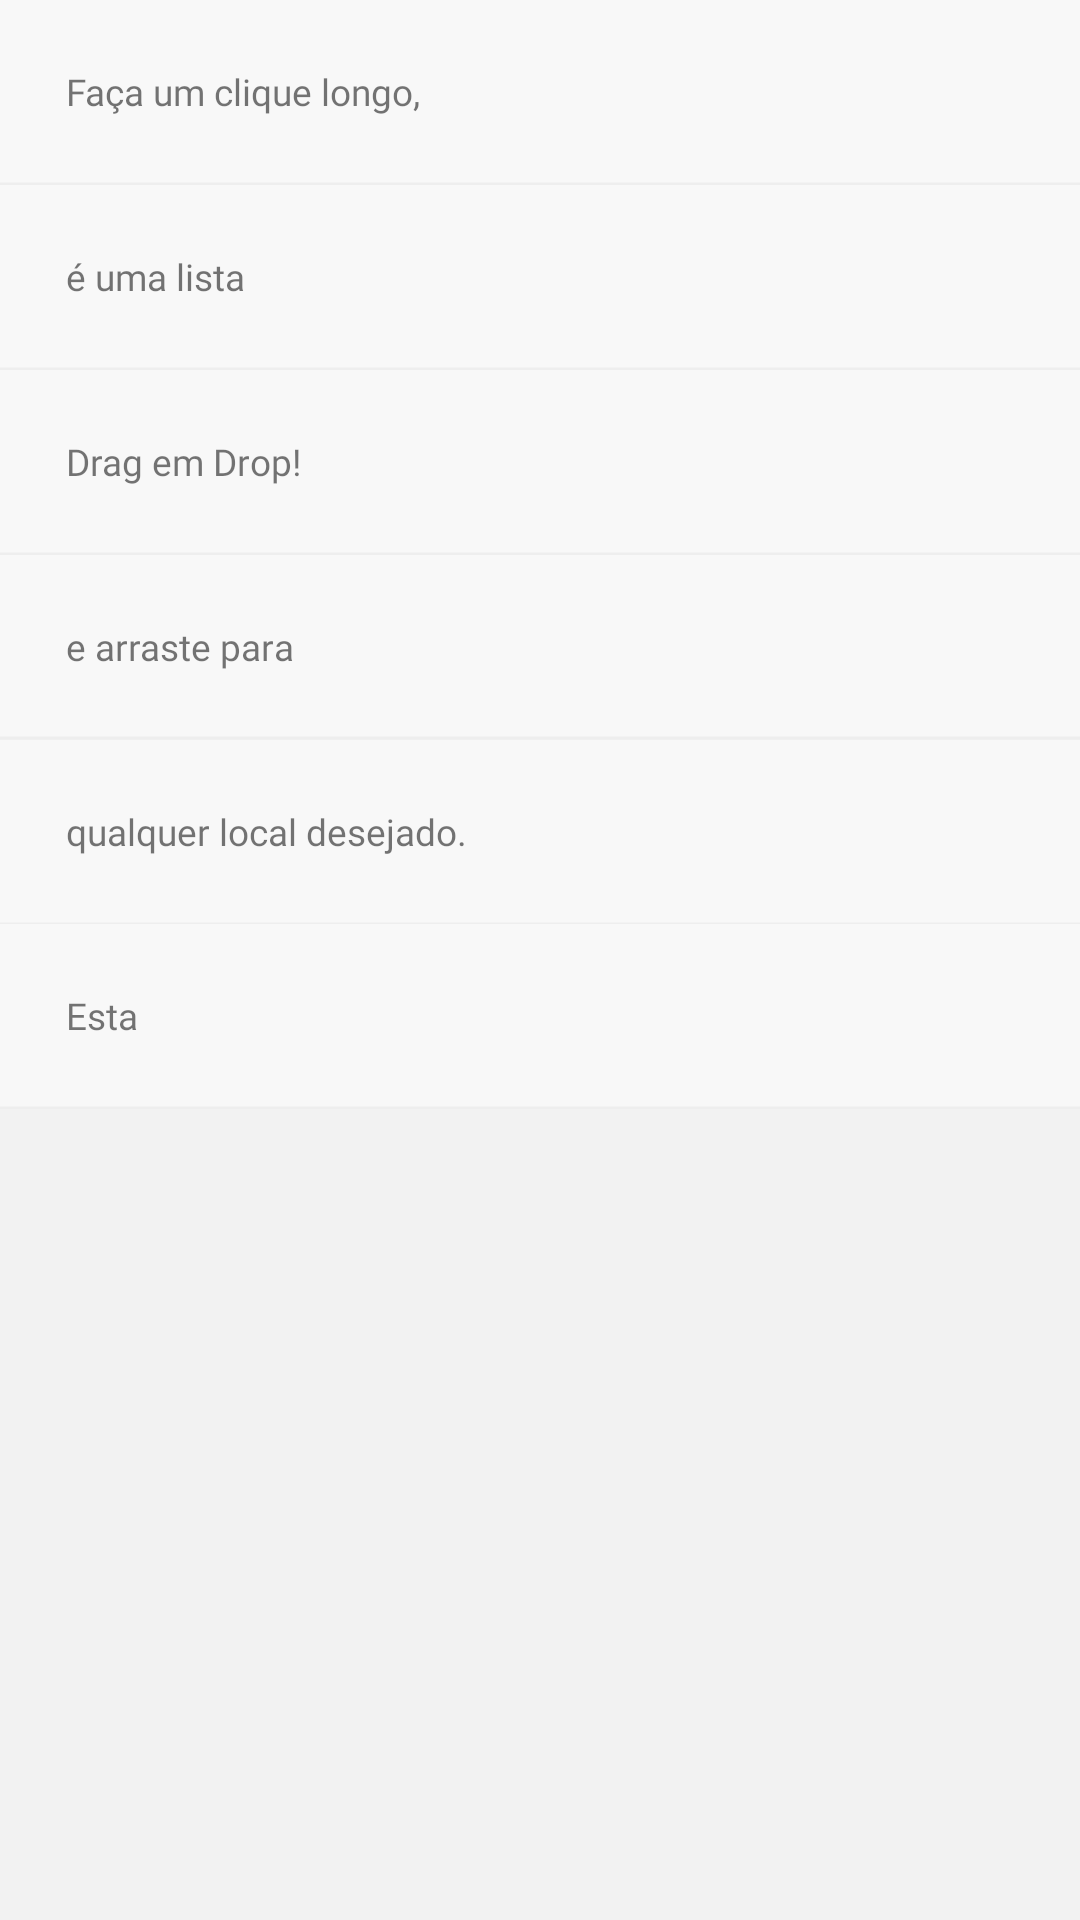 Faça um clique longo,
é uma lista
Drag em Drop!
e arraste para
qualquer local desejado.
Esta